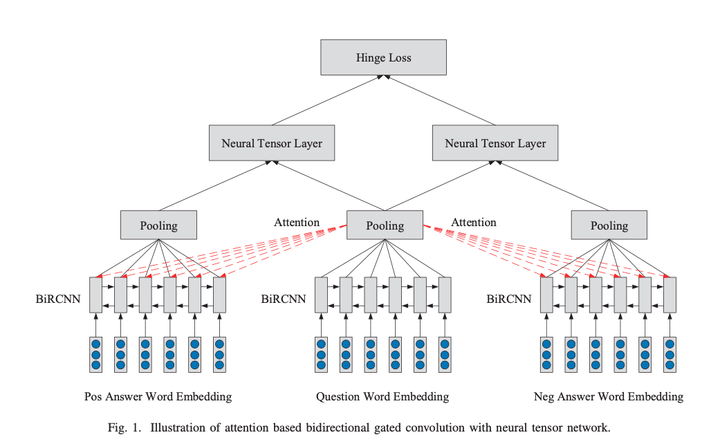 Hinge Loss
Neural Tensor Layer
Neural Tensor Layer
Pooling
Attention
Pooling
Attention
Pooling
BiRCNN
BiRCNN
BiRCNN
Pos Answer Word Embedding
Question Word Embedding
Neg Answer Word Embedding
Fig. 1. Illustration of attention based bidirectional gated convolution with neural tensor network.